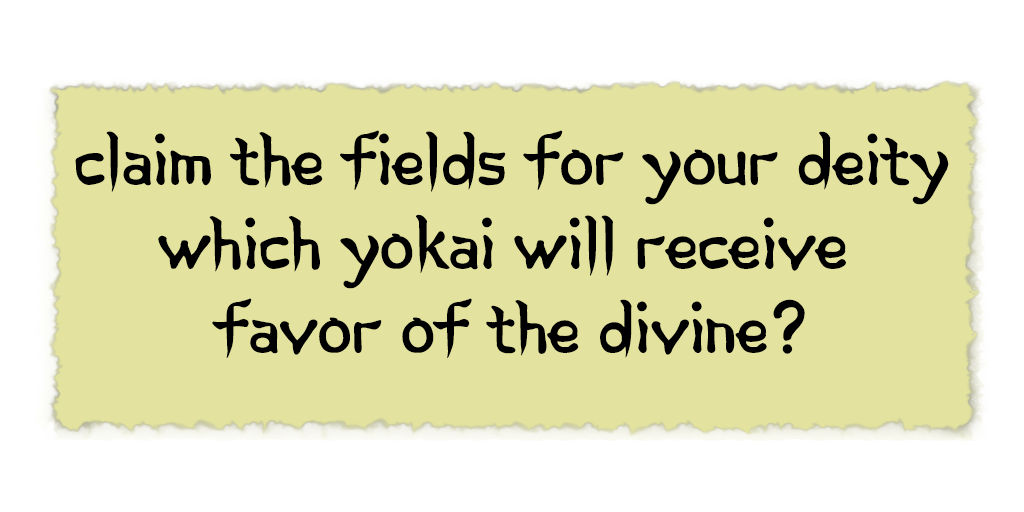 claim the fields for your deity
which yokai will receive
favor of the divine?